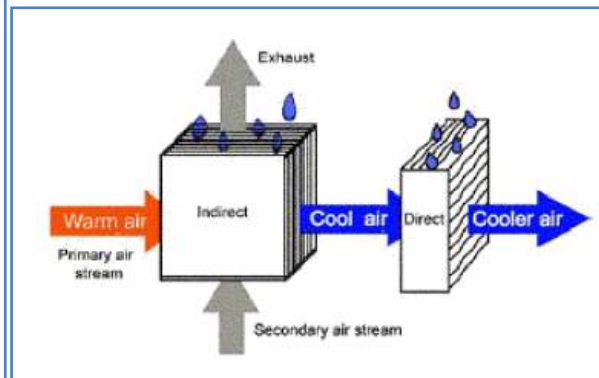 Exhaust
Warm air
Indirect
Cool air
Direct
Cooler air
Primary air
stream
Secondary air stream